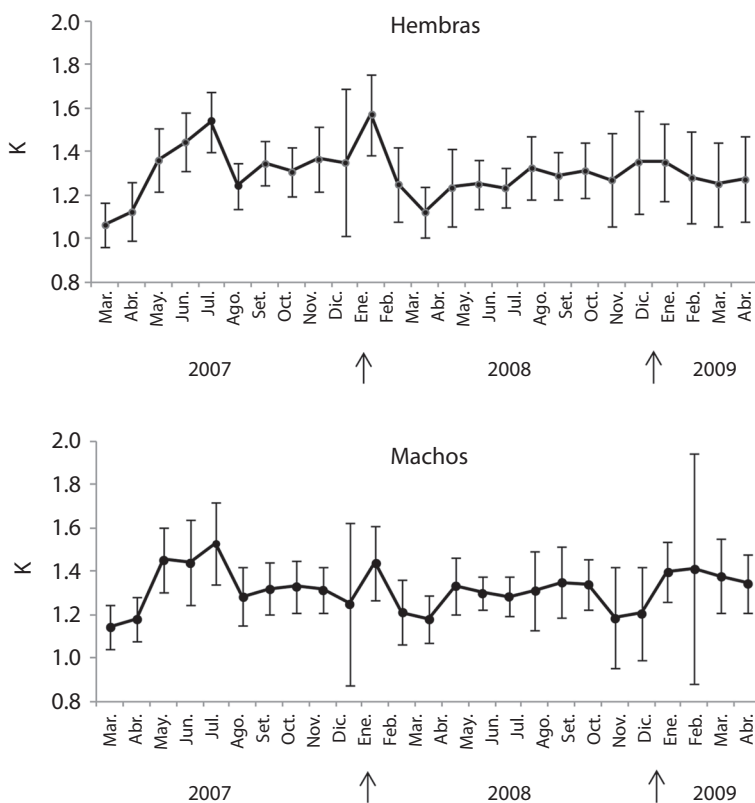 Hembras
2.0
1.8
1.6
1.4
1.2
1.0
0.8
K
Mar. Abr. May. Jun. Jul. Ago. Set. Oct. Nov. Dic. Ene. Feb. Mar. Abr. May. Jun. Jul. Ago. Set. Oct. Nov. Dic. Ene. Feb. Mar. Abr.
2007 2008 2009
Machos
2.0
1.8
1.6
1.4
1.2
1.0
0.8
K
Mar. Abr. May. Jun. Jul. Ago. Set. Oct. Nov. Dic. Ene. Feb. Mar. Abr. May. Jun. Jul. Ago. Set. Oct. Nov. Dic. Ene. Feb. Mar. Abr.
2007 2008 2009